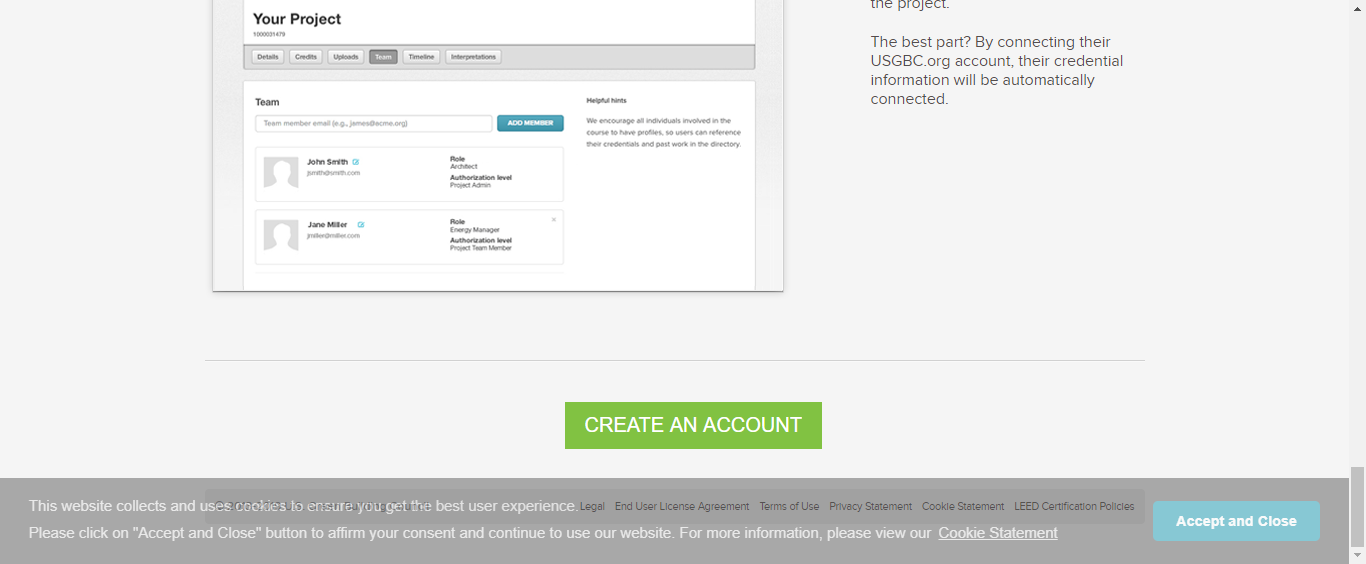 the project.
Your Project
1000031479
Details Credits Uploads Team Timeline Interpretations
The best part? By connecting their
USGBC.org account, their credential
information will be automatically
connected.
Team
Team member email (e.g., james@acme.org) ADD MEMBER
John Smith
jsmith@smith.com
Role
Architect
Authorization level
Project Admin
Jane Miller
jmiller@miller.com
Role
Energy Manager
Authorization level
Project Team Member
Helpful hints
We encourage all individuals involved in the
course to have profiles, so users can reference
their credentials and past work in the directory.
CREATE AN ACCOUNT
This website collects and uses cookies to ensure you get the best user experience.
Legal End User License Agreement Terms of Use Privacy Statement Cookie Statement LEED Certification Policies
Please click on "Accept and Close" button to affirm your consent and continue to use our website. For more information, please view our Cookie Statement
Accept and Close